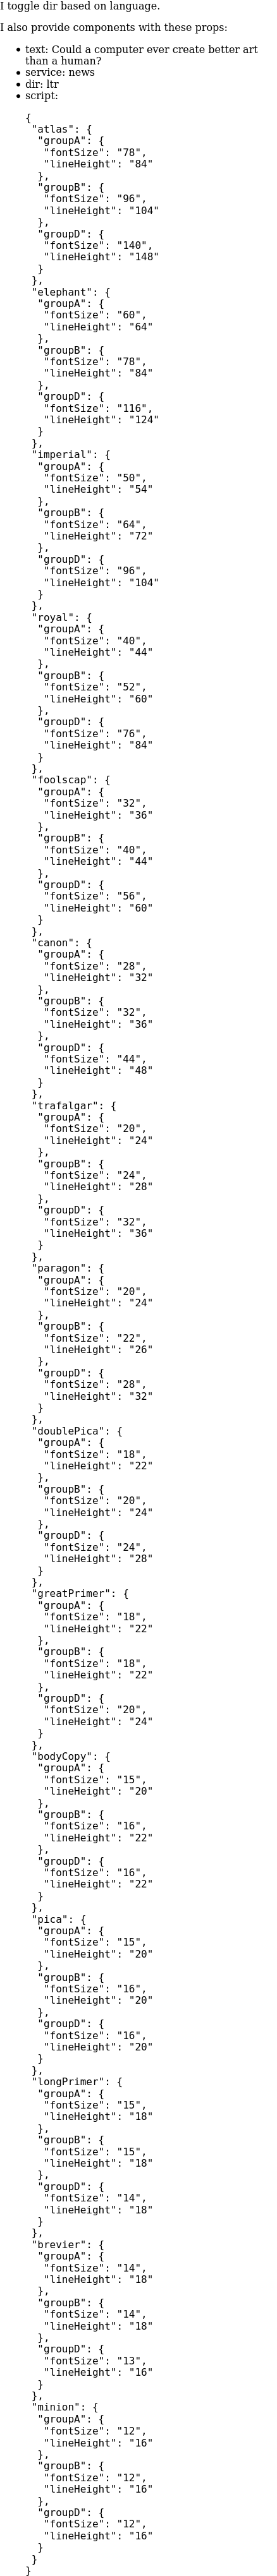 I toggle dir based on language.
I also provide components with these props:
• text: Could a computer ever create better art
than a human?
• service: news
• dir: ltr
• script:
{
 "atlas": {
  "groupA": {
   "fontSize": "78",
   "lineHeight": "84"
  },
  "groupB": {
   "fontSize": "96",
   "lineHeight": "104"
  },
  "groupD": {
   "fontSize": "140",
   "lineHeight": "148"
  }
 },
 "elephant": {
  "groupA": {
   "fontSize": "60",
   "lineHeight": "64"
  },
  "groupB": {
   "fontSize": "78",
   "lineHeight": "84"
  },
  "groupD": {
   "fontSize": "116",
   "lineHeight": "124"
  }
 },
 "imperial": {
  "groupA": {
   "fontSize": "50",
   "lineHeight": "54"
  },
  "groupB": {
   "fontSize": "64",
   "lineHeight": "72"
  },
  "groupD": {
   "fontSize": "96",
   "lineHeight": "104"
  }
 },
 "royal": {
  "groupA": {
   "fontSize": "40",
   "lineHeight": "44"
  },
  "groupB": {
   "fontSize": "52",
   "lineHeight": "60"
  },
  "groupD": {
   "fontSize": "76",
   "lineHeight": "84"
  }
 },
 "foolscap": {
  "groupA": {
   "fontSize": "32",
   "lineHeight": "36"
  },
  "groupB": {
   "fontSize": "40",
   "lineHeight": "44"
  },
  "groupD": {
   "fontSize": "56",
   "lineHeight": "60"
  }
 },
 "canon": {
  "groupA": {
   "fontSize": "28",
   "lineHeight": "32"
  },
  "groupB": {
   "fontSize": "32",
   "lineHeight": "36"
  },
  "groupD": {
   "fontSize": "44",
   "lineHeight": "48"
  }
 },
 "trafalgar": {
  "groupA": {
   "fontSize": "20",
   "lineHeight": "24"
  },
  "groupB": {
   "fontSize": "24",
   "lineHeight": "28"
  },
  "groupD": {
   "fontSize": "32",
   "lineHeight": "36"
  }
 },
 "paragon": {
  "groupA": {
   "fontSize": "20",
   "lineHeight": "24"
  },
  "groupB": {
   "fontSize": "22",
   "lineHeight": "26"
  },
  "groupD": {
   "fontSize": "28",
   "lineHeight": "32"
  }
 },
 "doublePica": {
  "groupA": {
   "fontSize": "18",
   "lineHeight": "22"
  },
  "groupB": {
   "fontSize": "20",
   "lineHeight": "24"
  },
  "groupD": {
   "fontSize": "24",
   "lineHeight": "28"
  }
 },
 "greatPrimer": {
  "groupA": {
   "fontSize": "18",
   "lineHeight": "22"
  },
  "groupB": {
   "fontSize": "18",
   "lineHeight": "22"
  },
  "groupD": {
   "fontSize": "20",
   "lineHeight": "24"
  }
 },
 "bodyCopy": {
  "groupA": {
   "fontSize": "15",
   "lineHeight": "20"
  },
  "groupB": {
   "fontSize": "16",
   "lineHeight": "22"
  },
  "groupD": {
   "fontSize": "16",
   "lineHeight": "22"
  }
 },
 "pica": {
  "groupA": {
   "fontSize": "15",
   "lineHeight": "20"
  },
  "groupB": {
   "fontSize": "16",
   "lineHeight": "20"
  },
  "groupD": {
   "fontSize": "16",
   "lineHeight": "20"
  }
 },
 "longPrimer": {
  "groupA": {
   "fontSize": "15",
   "lineHeight": "18"
  },
  "groupB": {
   "fontSize": "15",
   "lineHeight": "18"
  },
  "groupD": {
   "fontSize": "14",
   "lineHeight": "18"
  }
 },
 "brevier": {
  "groupA": {
   "fontSize": "14",
   "lineHeight": "18"
  },
  "groupB": {
   "fontSize": "14",
   "lineHeight": "18"
  },
  "groupD": {
   "fontSize": "13",
   "lineHeight": "16"
  }
 },
 "minion": {
  "groupA": {
   "fontSize": "12",
   "lineHeight": "16"
  },
  "groupB": {
   "fontSize": "12",
   "lineHeight": "16"
  },
  "groupD": {
   "fontSize": "12",
   "lineHeight": "16"
  }
 }
}